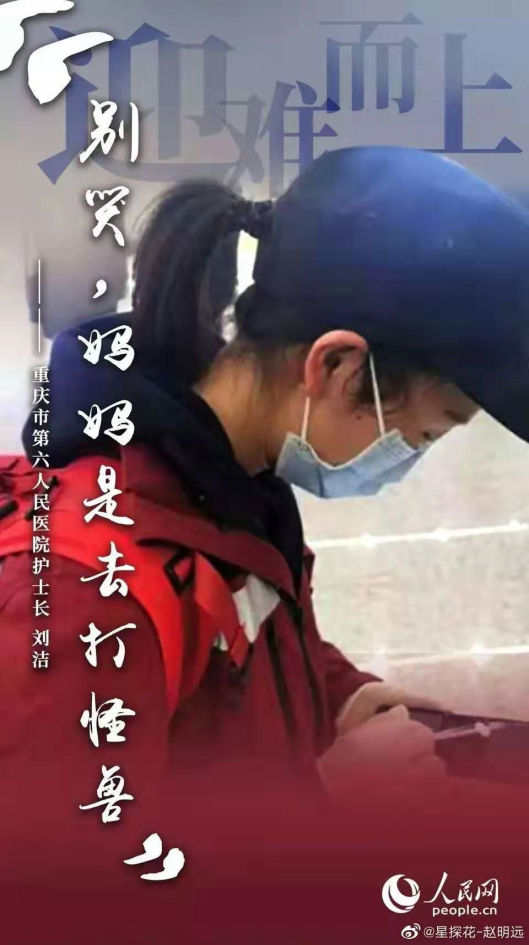 迎难而上
别哭，妈妈是去打怪兽
——重庆市第六人民医院护士长 刘洁
人民网
people.cn
@星探花-赵明远